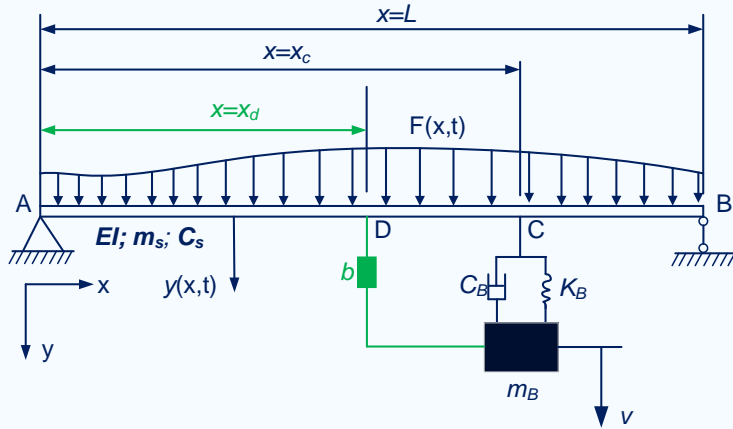 x=L
x=x_c
x=x_d
F(x,t)
A
B
EI; m_s; C_s
D
C
b
C_B
K_B
x
y(x,t)
y
m_B
v